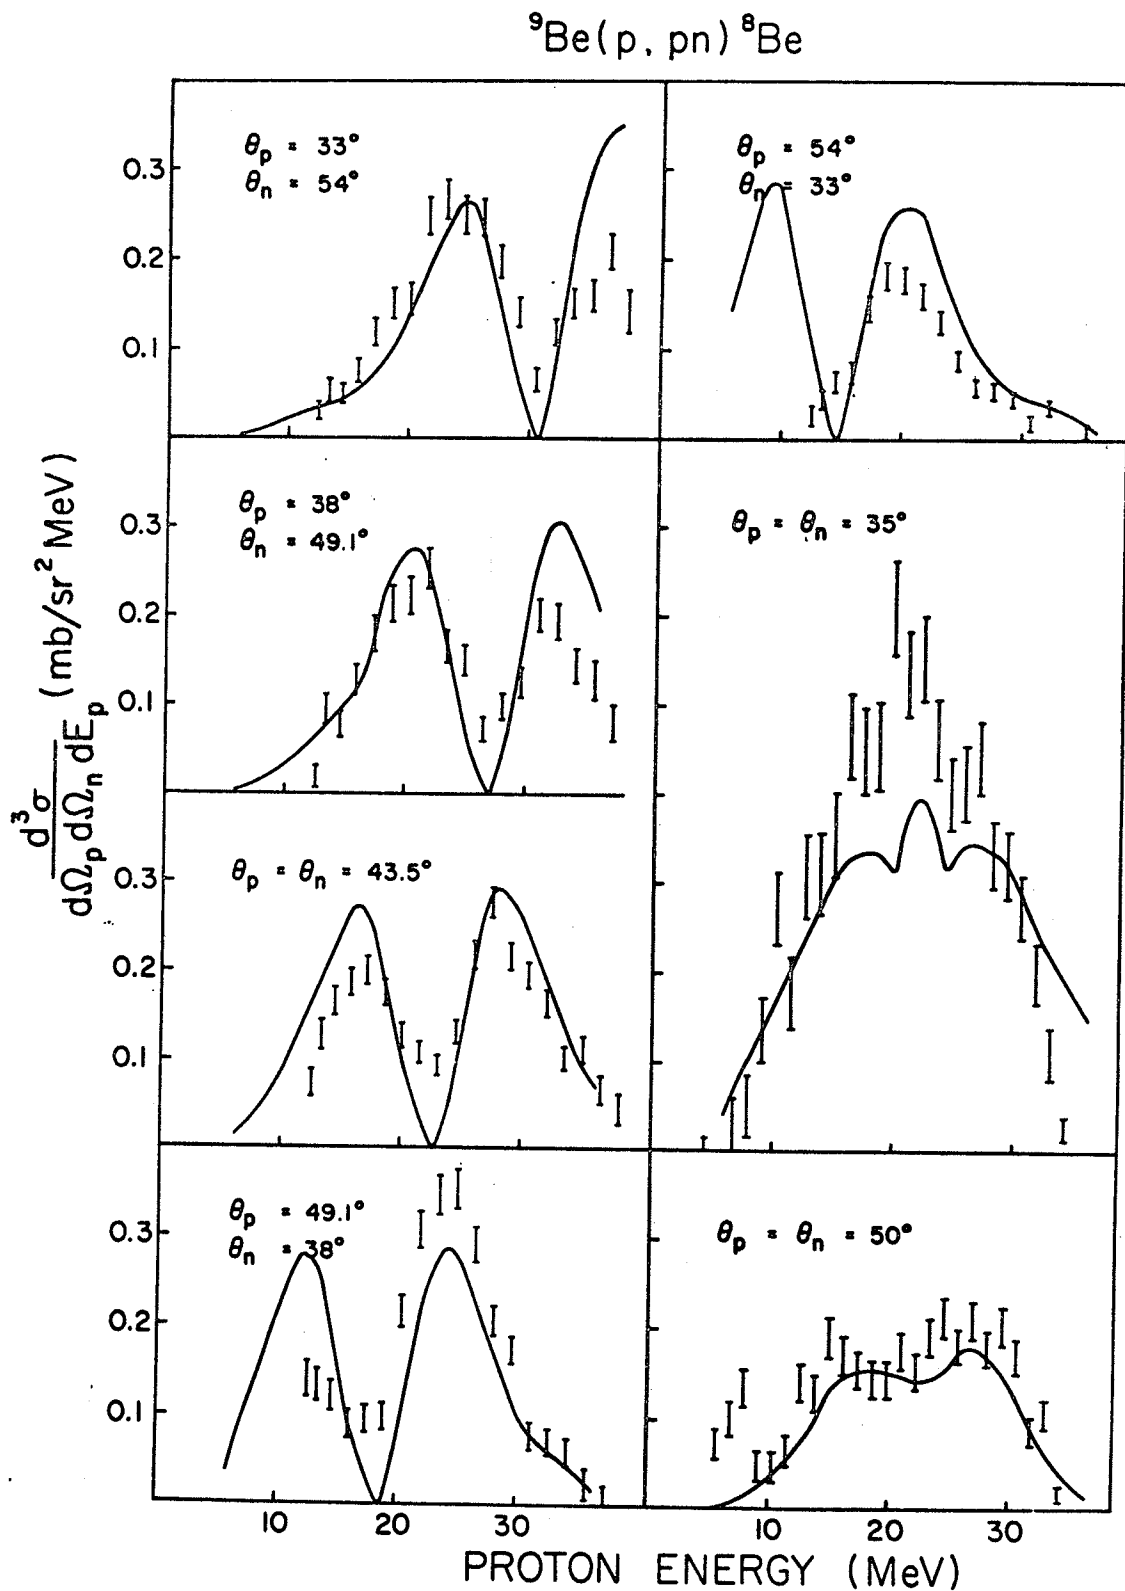 ⁹Be(p, pn) ⁸Be
θp = 33°
θn = 54°
0.3
0.2
0.1
θp = 54°
θn = 33°
θp = 38°
θn = 49.1°
0.3
0.2
0.1
θp = θn = 35°
d³σ
dΩp dΩn dEp (mb/sr² MeV)
θp = θn = 43.5°
0.3
0.2
0.1
θp = 49.1°
θn = 38°
0.3
0.2
0.1
θp = θn = 50°
10 20 30 10 20 30
PROTON ENERGY (MeV)